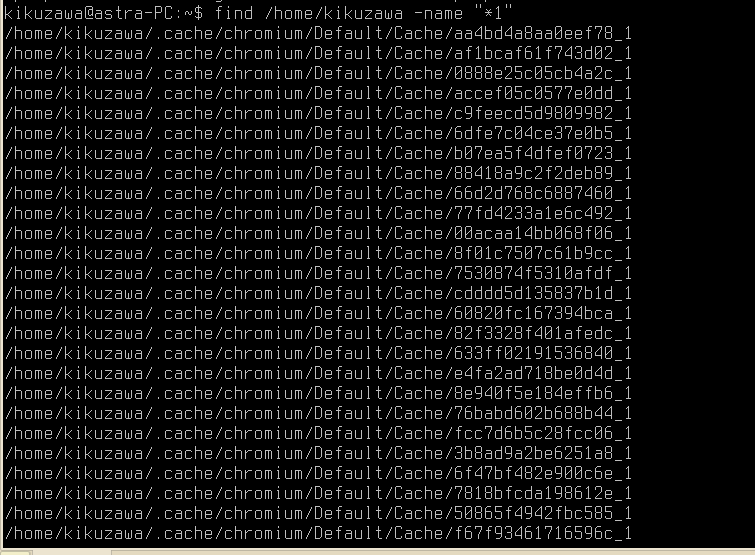 kikuzawa@astra-PC:~$ find /home/kikuzawa -name "*1"
/home/kikuzawa/.cache/chromium/Default/Cache/aa4bd4a8aa0eef78_1
/home/kikuzawa/.cache/chromium/Default/Cache/af1bcaf61f743d02_1
/home/kikuzawa/.cache/chromium/Default/Cache/0888e25c05cb4a2c_1
/home/kikuzawa/.cache/chromium/Default/Cache/accef05c0577e0dd_1
/home/kikuzawa/.cache/chromium/Default/Cache/c9feecd5d9809982_1
/home/kikuzawa/.cache/chromium/Default/Cache/6dfe7c04ce37e0b5_1
/home/kikuzawa/.cache/chromium/Default/Cache/b07ea5f4dfef0723_1
/home/kikuzawa/.cache/chromium/Default/Cache/88418a9c2f2deb89_1
/home/kikuzawa/.cache/chromium/Default/Cache/66d2d768c6887460_1
/home/kikuzawa/.cache/chromium/Default/Cache/77fd4233a1e6c492_1
/home/kikuzawa/.cache/chromium/Default/Cache/00acaa14bb068f06_1
/home/kikuzawa/.cache/chromium/Default/Cache/8f01c7507c61b9cc_1
/home/kikuzawa/.cache/chromium/Default/Cache/7530874f5310afdf_1
/home/kikuzawa/.cache/chromium/Default/Cache/cdddd5d135837b1d_1
/home/kikuzawa/.cache/chromium/Default/Cache/60820fc167394bca_1
/home/kikuzawa/.cache/chromium/Default/Cache/82f3328f401afedc_1
/home/kikuzawa/.cache/chromium/Default/Cache/633ff02191536840_1
/home/kikuzawa/.cache/chromium/Default/Cache/e4fa2ad718be0d4d_1
/home/kikuzawa/.cache/chromium/Default/Cache/8e940f5e184effb6_1
/home/kikuzawa/.cache/chromium/Default/Cache/76babd602b688b44_1
/home/kikuzawa/.cache/chromium/Default/Cache/fcc7d6b5c28fcc06_1
/home/kikuzawa/.cache/chromium/Default/Cache/3b8ad9a2be6251a8_1
/home/kikuzawa/.cache/chromium/Default/Cache/6f47bf482e900c6e_1
/home/kikuzawa/.cache/chromium/Default/Cache/7818bfcda198612e_1
/home/kikuzawa/.cache/chromium/Default/Cache/50865f4942fbc585_1
/home/kikuzawa/.cache/chromium/Default/Cache/f67f93461716596c_1